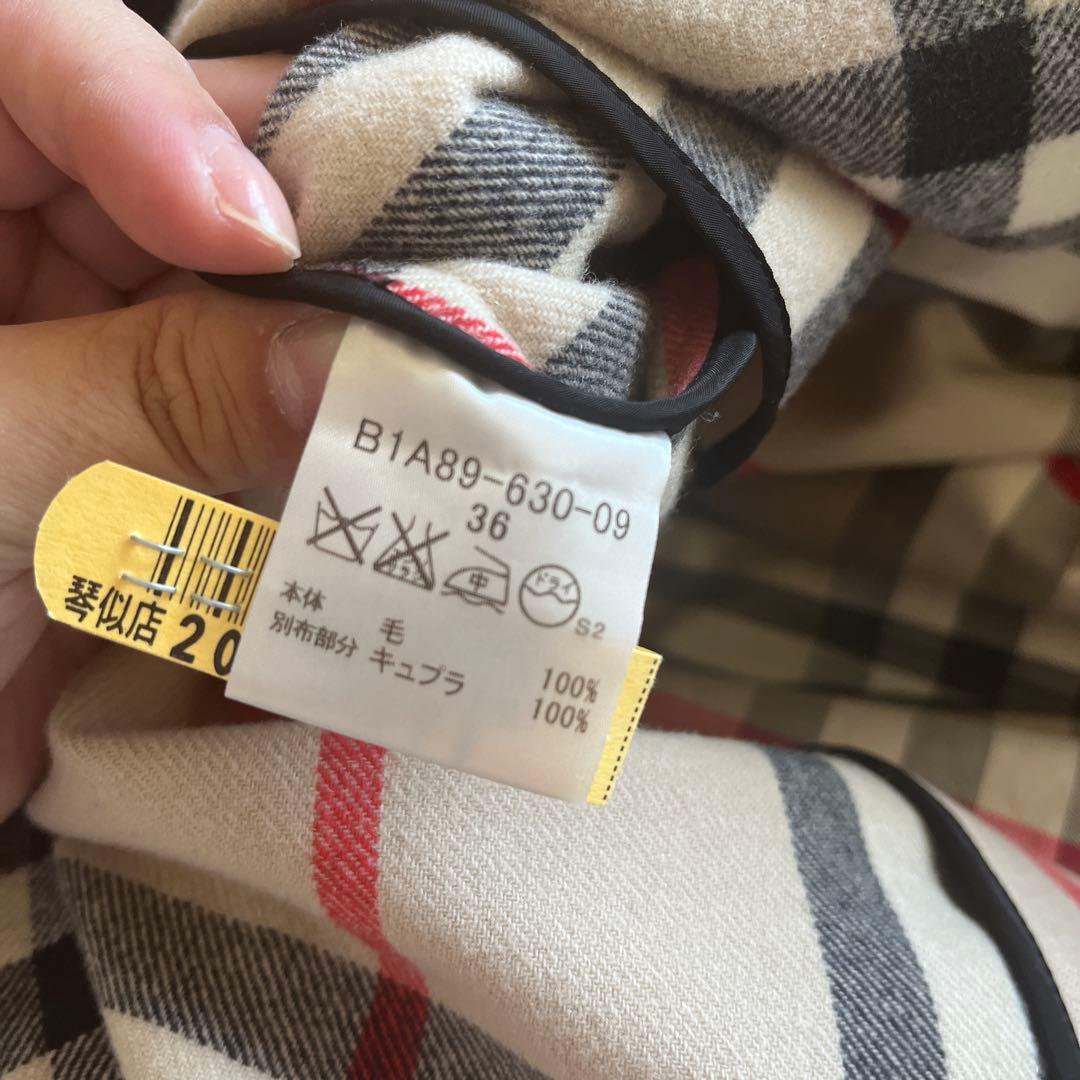 B1A89-630-09
36
中
ドライ
S2
本体 毛 100%
別布部分 キュプラ 100%
琴似店 20